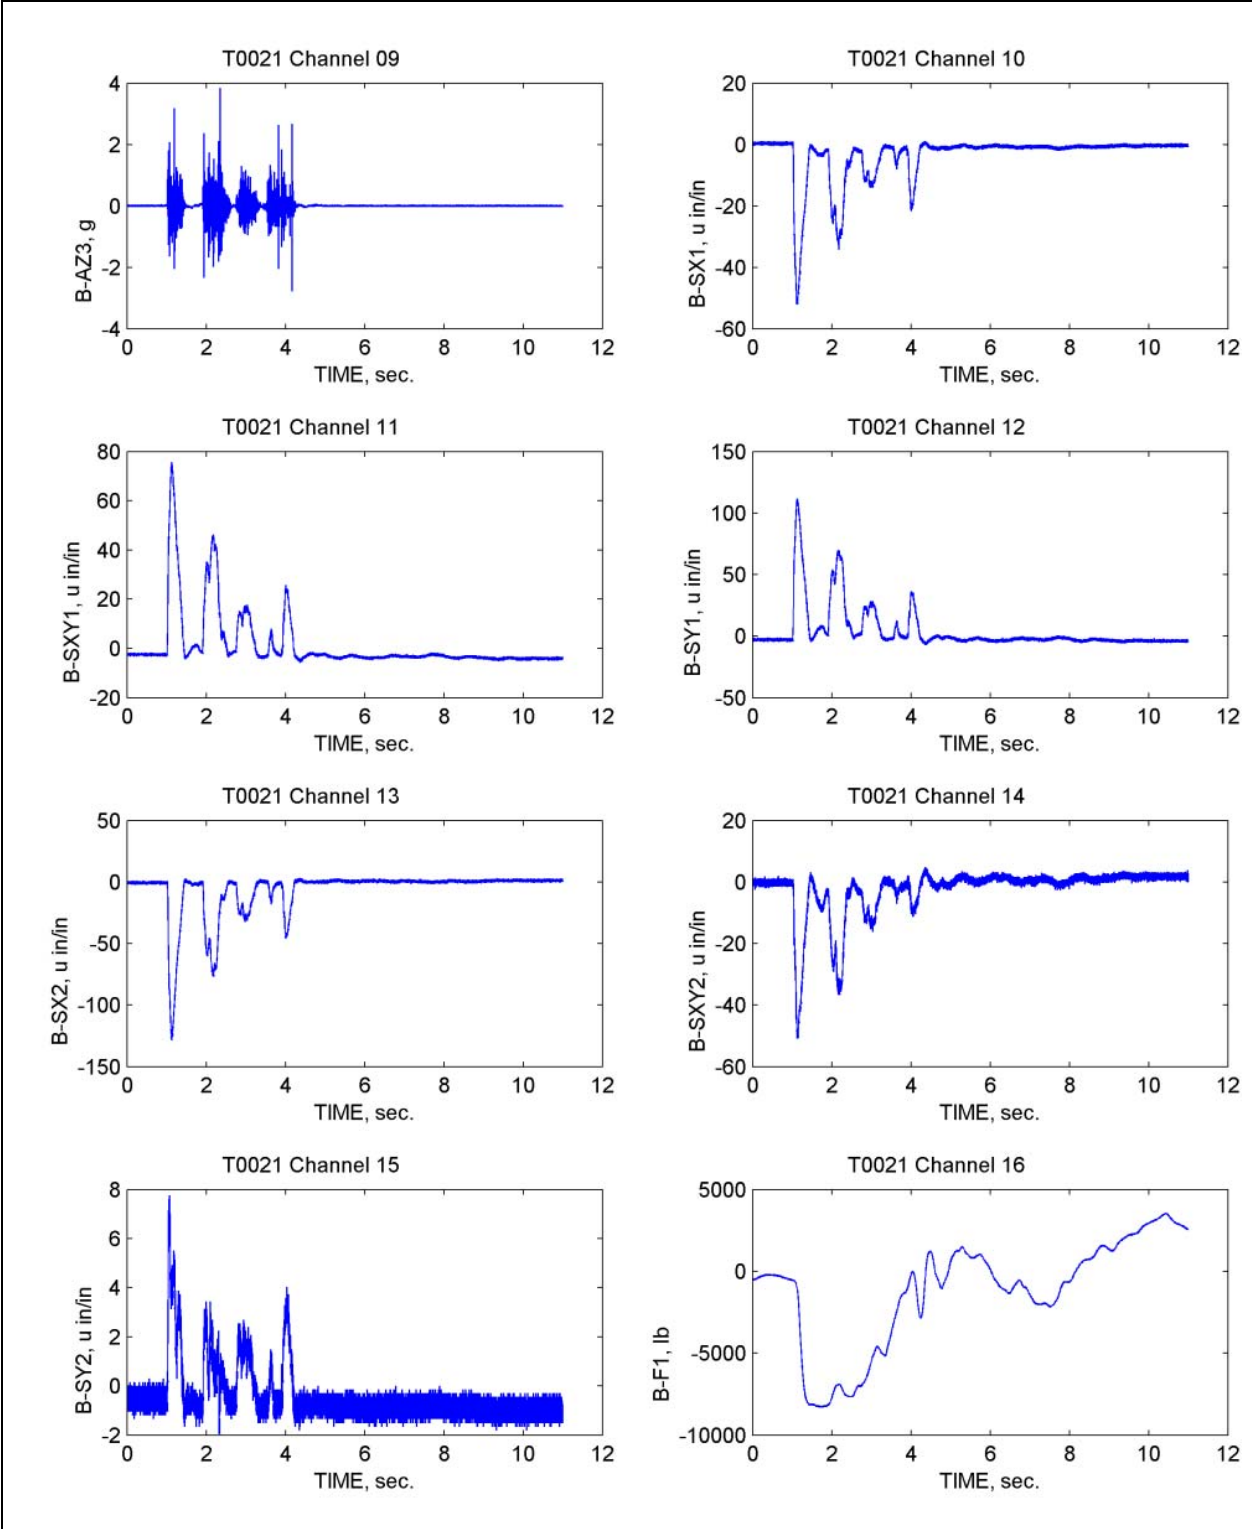 T0021 Channel 09
4
2
0
-2
-4
B-AZ3, g
0 2 4 6 8 10 12
TIME, sec.
T0021 Channel 10
20
0
-20
-40
-60
B-SX1, u in/in
0 2 4 6 8 10 12
TIME, sec.
T0021 Channel 11
80
60
40
20
0
-20
B-SXY1, u in/in
0 2 4 6 8 10 12
TIME, sec.
T0021 Channel 12
150
100
50
0
-50
B-SY1, u in/in
0 2 4 6 8 10 12
TIME, sec.
T0021 Channel 13
50
0
-50
-100
-150
B-SX2, u in/in
0 2 4 6 8 10 12
TIME, sec.
T0021 Channel 14
20
0
-20
-40
-60
B-SXY2, u in/in
0 2 4 6 8 10 12
TIME, sec.
T0021 Channel 15
8
6
4
2
0
-2
B-SY2, u in/in
0 2 4 6 8 10 12
TIME, sec.
T0021 Channel 16
5000
0
-5000
-10000
B-F1, lb
0 2 4 6 8 10 12
TIME, sec.